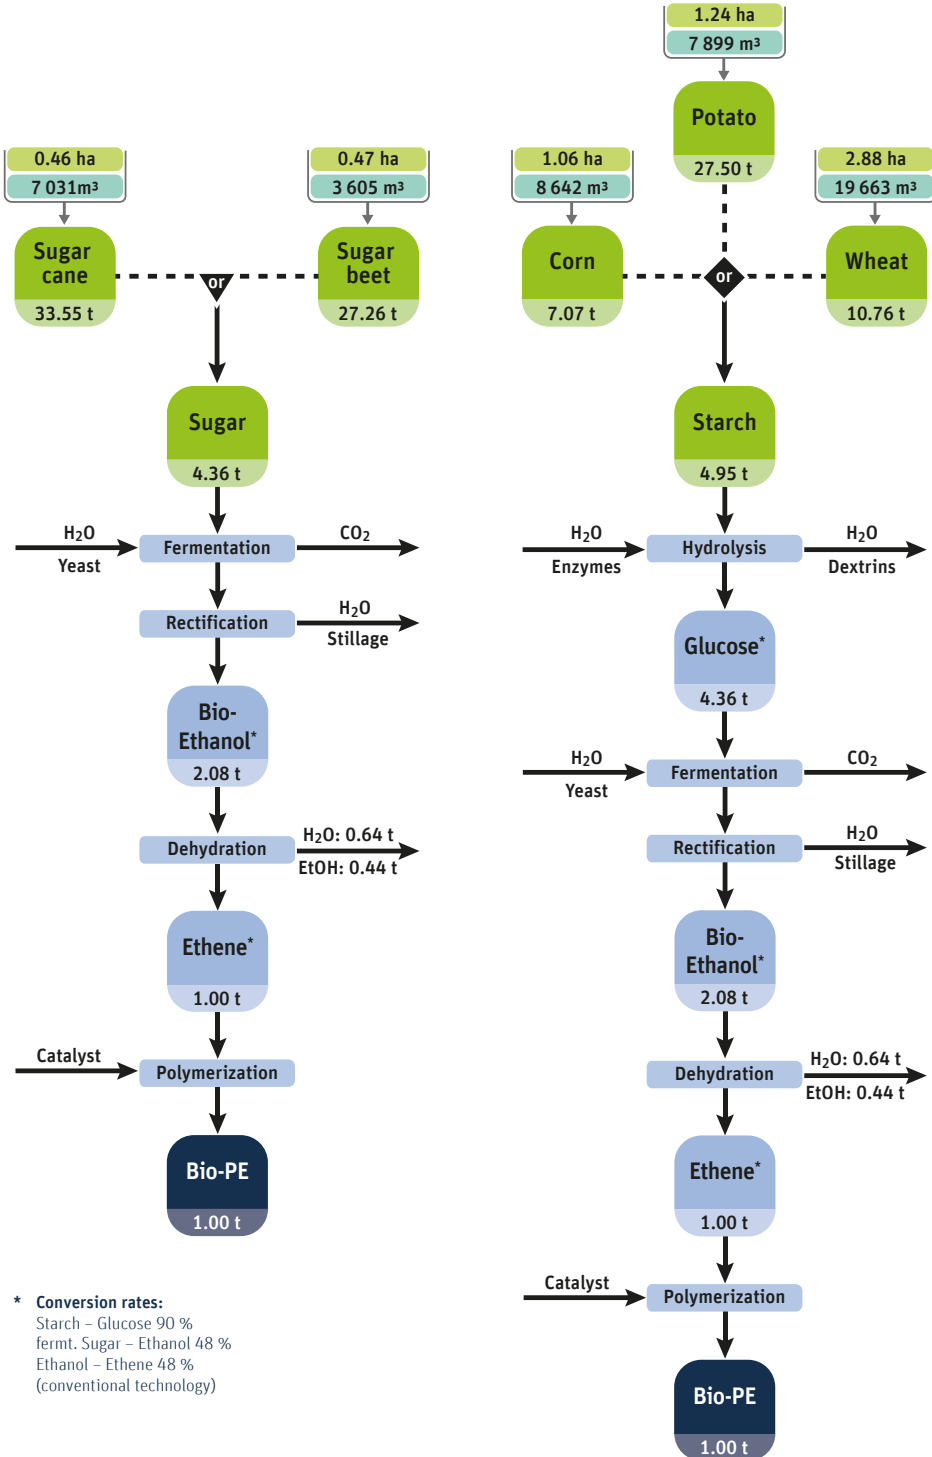 0.46 ha
7 031m³
Sugar
cane
33.55 t
0.47 ha
3 605 m³
Sugar
beet
27.26 t
or
Sugar
4.36 t
H₂O
Yeast
Fermentation
CO₂
Rectification
H₂O
Stillage
Bio-
Ethanol*
2.08 t
Dehydration
H₂O: 0.64 t
EtOH: 0.44 t
Ethene*
1.00 t
Catalyst
Polymerization
Bio-PE
1.00 t
1.24 ha
7 899 m³
Potato
27.50 t
1.06 ha
8 642 m³
Corn
7.07 t
2.88 ha
19 663 m³
Wheat
10.76 t
or
Starch
4.95 t
H₂O
Enzymes
Hydrolysis
H₂O
Dextrins
Glucose*
4.36 t
H₂O
Yeast
Fermentation
CO₂
Rectification
H₂O
Stillage
Bio-
Ethanol*
2.08 t
Dehydration
H₂O: 0.64 t
EtOH: 0.44 t
Ethene*
1.00 t
Catalyst
Polymerization
Bio-PE
1.00 t
* Conversion rates:
Starch – Glucose 90 %
fermt. Sugar – Ethanol 48 %
Ethanol – Ethene 48 %
(conventional technology)